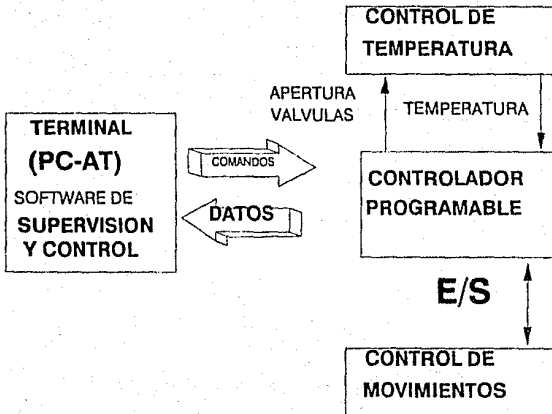 CONTROL DE
TEMPERATURA
APERTURA
VALVULAS
TEMPERATURA
TERMINAL
(PC-AT)
SOFTWARE DE
SUPERVISION
Y CONTROL
COMANDOS
DATOS
CONTROLADOR
PROGRAMABLE
E/S
CONTROL DE
MOVIMIENTOS